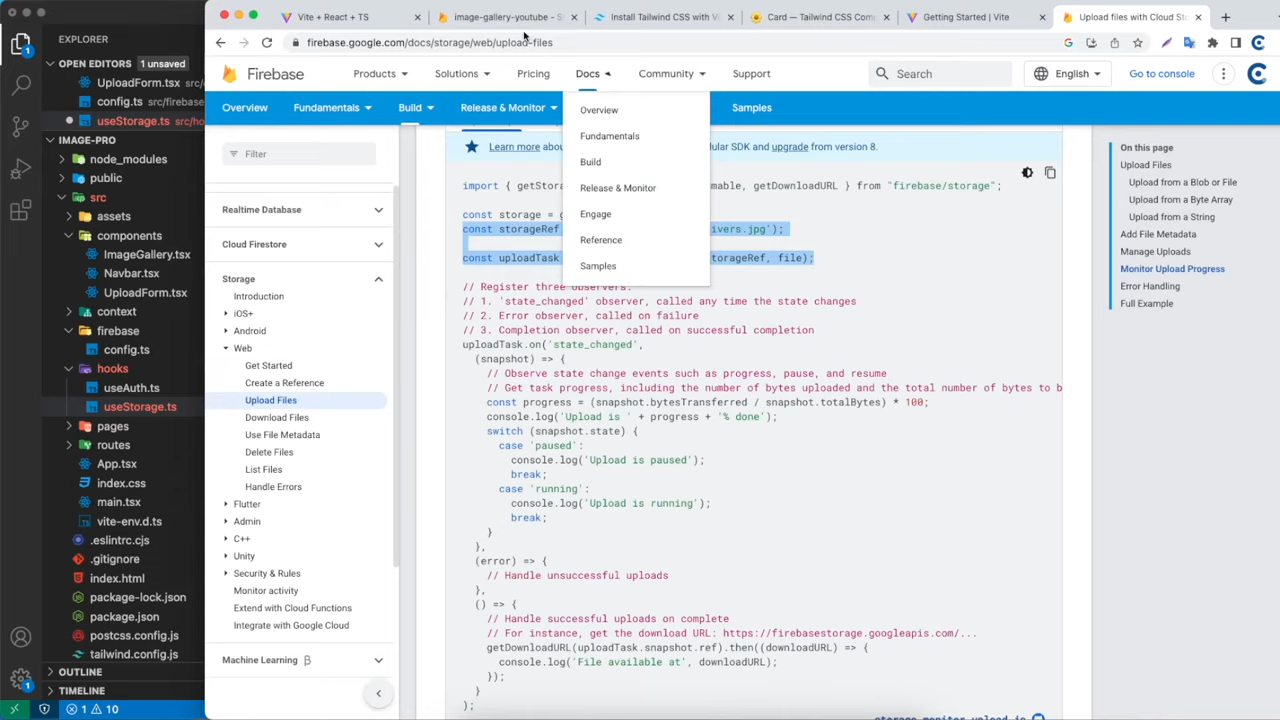 EXPLORER
OPEN EDITORS 1 unsaved
UploadForm.tsx src/co
config.ts src/firebase
useStorage.ts src/ho
IMAGE-PRO
node_modules
public
src
assets
components
ImageGallery.tsx
Navbar.tsx
UploadForm.tsx
context
firebase
config.ts
hooks
useAuth.ts
useStorage.ts
pages
routes
App.tsx
index.css
main.tsx
vite-env.d.ts
.eslintrc.cjs
.gitignore
index.html
package-lock.json
package.json
postcss.config.js
tailwind.config.js
OUTLINE
TIMELINE
1 10
1
1
Vite + React + TS
image-gallery-youtube - S
Install Tailwind CSS with V
Card — Tailwind CSS Comp
Getting Started | Vite
Upload files with Cloud St
firebase.google.com/docs/storage/web/upload-files
Firebase
Products
Solutions
Pricing
Docs
Community
Support
Search
English
Go to console
Overview
Fundamentals
Build
Release & Monitor
Samples
Overview
Fundamentals
Build
Release & Monitor
Engage
Reference
Samples
Filter
Realtime Database
Cloud Firestore
Storage
Introduction
iOS+
Android
Web
Get Started
Create a Reference
Upload Files
Download Files
Use File Metadata
Delete Files
List Files
Handle Errors
Flutter
Admin
C++
Unity
Security & Rules
Monitor activity
Extend with Cloud Functions
Integrate with Google Cloud
Machine Learning β
Learn more abou dular SDK and upgrade from version 8.
import { getSto mable, getDownloadURL } from "firebase/storage";
const storage = g
const storageRef ivers.jpg');
const uploadTask torageRef, file);
// Register three observers:
// 1. 'state_changed' observer, called any time the state changes
// 2. Error observer, called on failure
// 3. Completion observer, called on successful completion
uploadTask.on('state_changed',
(snapshot) => {
// Observe state change events such as progress, pause, and resume
// Get task progress, including the number of bytes uploaded and the total number of bytes to b
const progress = (snapshot.bytesTransferred / snapshot.totalBytes) * 100;
console.log('Upload is ' + progress + '% done');
switch (snapshot.state) {
case 'paused':
console.log('Upload is paused');
break;
case 'running':
console.log('Upload is running');
break;
}
},
(error) => {
// Handle unsuccessful uploads
},
() => {
// Handle successful uploads on complete
// For instance, get the download URL: https://firebasestorage.googleapis.com/...
getDownloadURL(uploadTask.snapshot.ref).then((downloadURL) => {
console.log('File available at', downloadURL);
});
}
);
storage_monitor_upload.js
On this page
Upload Files
Upload from a Blob or File
Upload from a Byte Array
Upload from a String
Add File Metadata
Manage Uploads
Monitor Upload Progress
Error Handling
Full Example